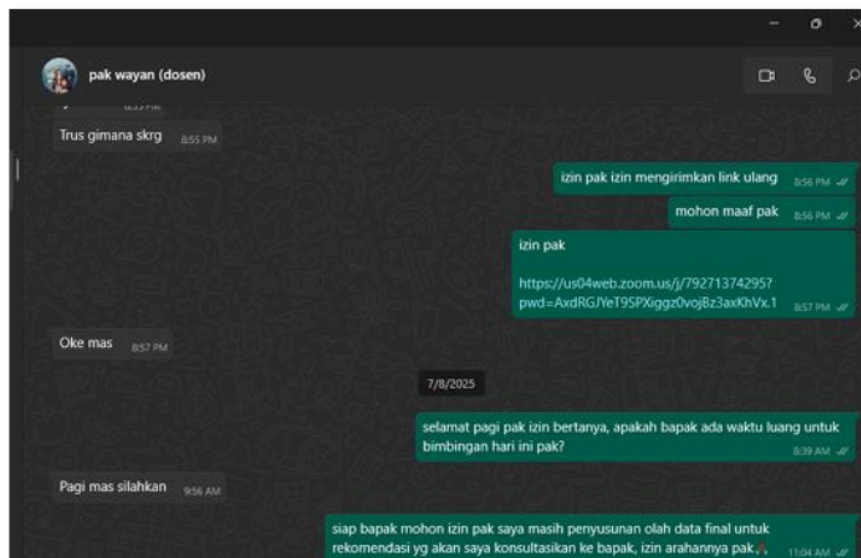 pak wayan (dosen)
Trus gimana skrg 8:55 PM
izin pak izin mengirimkan link ulang 8:56 PM
mohon maaf pak 8:56 PM
izin pak
https://us04web.zoom.us/j/79271374295?
pwd=AxdRGJYeT9SPXiggz0vojBz3axKhVx.1 8:57 PM
Oke mas 8:57 PM
7/8/2025
selamat pagi pak izin bertanya, apakah bapak ada waktu luang untuk
bimbingan hari ini pak? 8:39 AM
Pagi mas silahkan 9:56 AM
siap bapak mohon izin pak saya masih penyusunan olah data final untuk
rekomendasi yg akan saya konsultasikan ke bapak, izin arahannya pak 11:04 AM